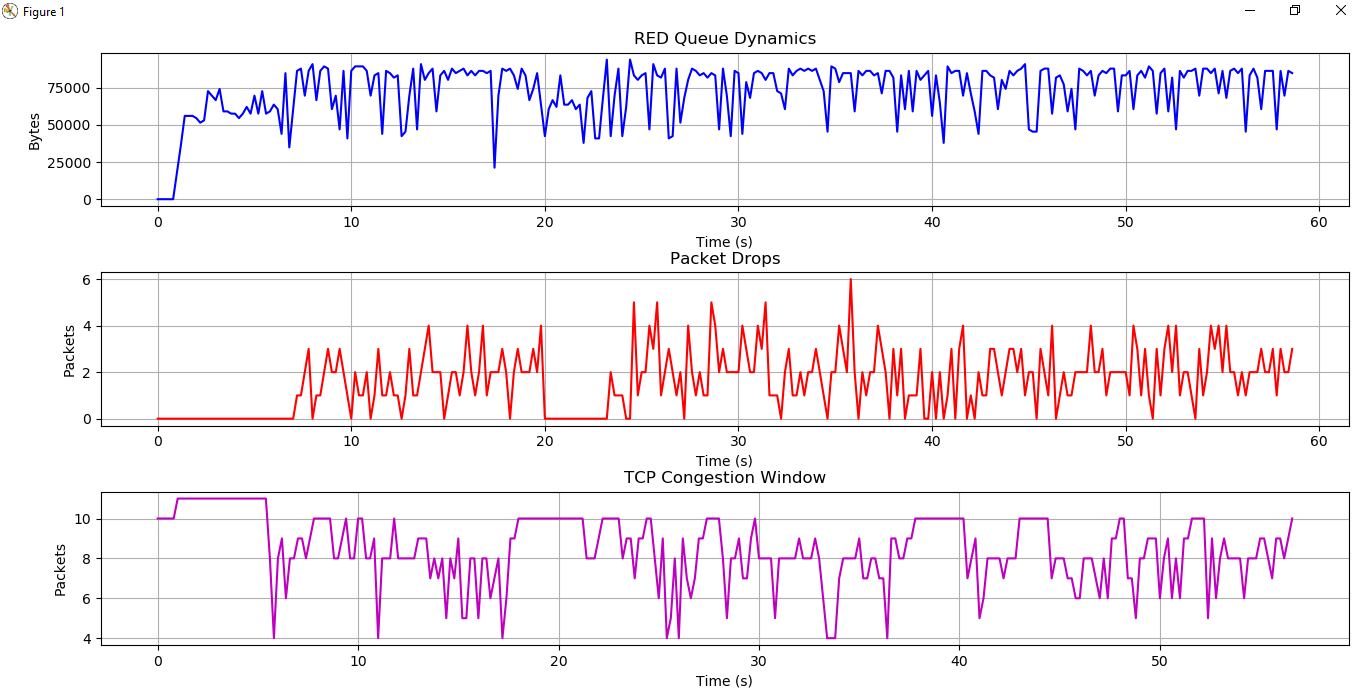 Figure 1
RED Queue Dynamics
75000
50000
25000
0
Bytes
0 10 20 30 40 50 60
Time (s)
Packet Drops
6
4
2
0
Packets
0 10 20 30 40 50 60
Time (s)
TCP Congestion Window
10
8
6
4
Packets
0 10 20 30 40 50
Time (s)